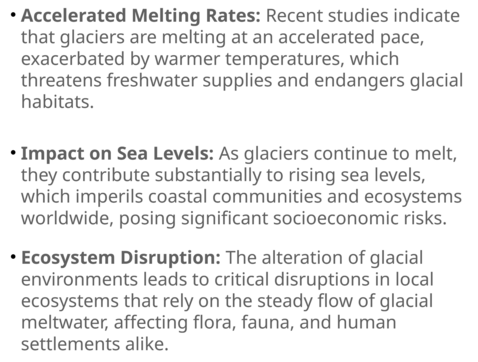 • Accelerated Melting Rates: Recent studies indicate
that glaciers are melting at an accelerated pace,
exacerbated by warmer temperatures, which
threatens freshwater supplies and endangers glacial
habitats.
• Impact on Sea Levels: As glaciers continue to melt,
they contribute substantially to rising sea levels,
which imperils coastal communities and ecosystems
worldwide, posing significant socioeconomic risks.
• Ecosystem Disruption: The alteration of glacial
environments leads to critical disruptions in local
ecosystems that rely on the steady flow of glacial
meltwater, affecting flora, fauna, and human
settlements alike.